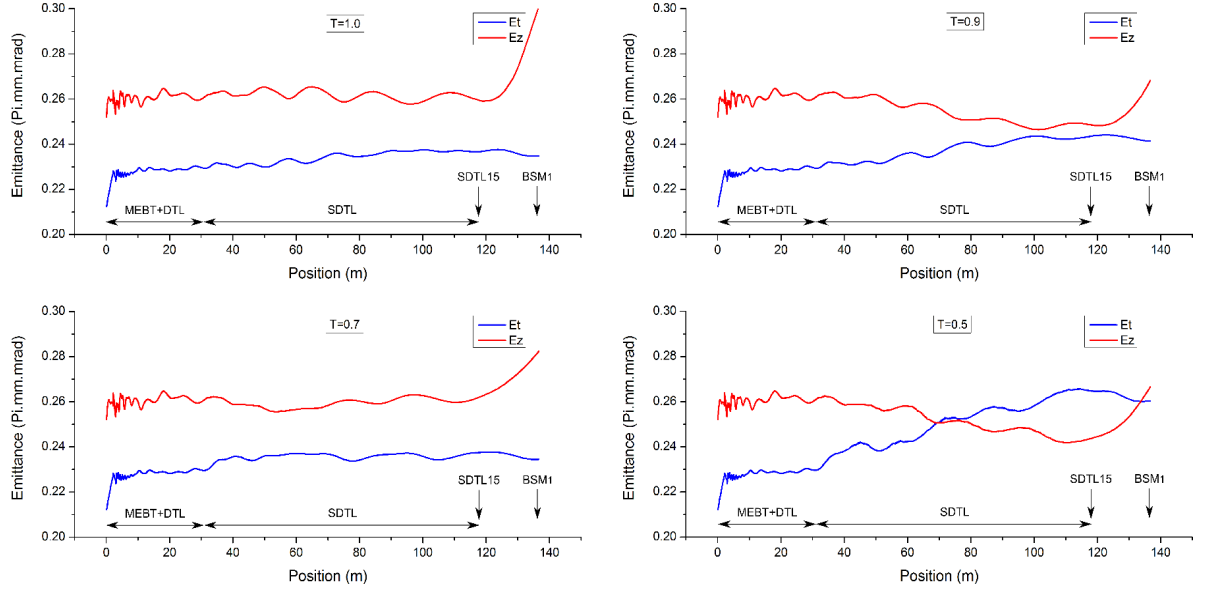 T=1.0
Et
Ez
0.30
0.28
0.26
0.24
0.22
0.20
Emittance (Pi.mm.mrad)
SDTL15
BSM1
MEBT+DTL
SDTL
0 20 40 60 80 100 120 140
Position (m)
T=0.9
Et
Ez
0.30
0.28
0.26
0.24
0.22
0.20
Emittance (Pi.mm.mrad)
SDTL15
BSM1
MEBT+DTL
SDTL
0 20 40 60 80 100 120 140
Position (m)
T=0.7
Et
Ez
0.30
0.28
0.26
0.24
0.22
0.20
Emittance (Pi.mm.mrad)
SDTL15
BSM1
MEBT+DTL
SDTL
0 20 40 60 80 100 120 140
Position (m)
T=0.5
Et
Ez
0.30
0.28
0.26
0.24
0.22
0.20
Emittance (Pi.mm.mrad)
SDTL15
BSM1
MEBT+DTL
SDTL
0 20 40 60 80 100 120 140
Position (m)